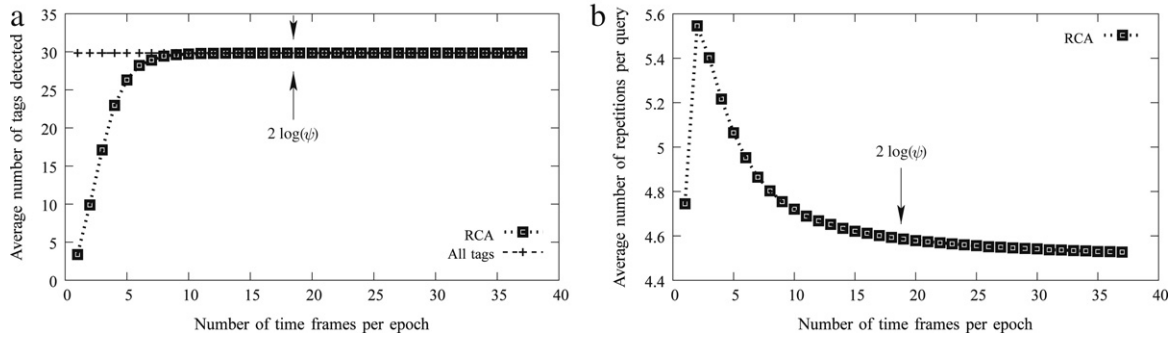 a
Average number of tags detected
35
30
25
20
15
10
5
0
2 log(ψ)
RCA
All tags
0 5 10 15 20 25 30 35 40
Number of time frames per epoch
b
Average number of repetitions per query
5.6
5.4
5.2
5
4.8
4.6
4.4
RCA
2 log(ψ)
0 5 10 15 20 25 30 35 40
Number of time frames per epoch